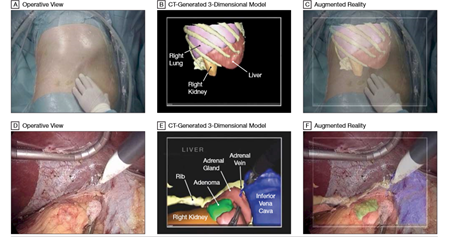 A Operative View
B CT-Generated 3-Dimensional Model
C Augmented Reality
Right
Lung
Right
Kidney
Liver
D Operative View
E CT-Generated 3-Dimensional Model
F Augmented Reality
LIVER
Adrenal
Vein
Adrenal
Gland
Rib
Adenoma
Inferior
Vena
Cava
Right Kidney